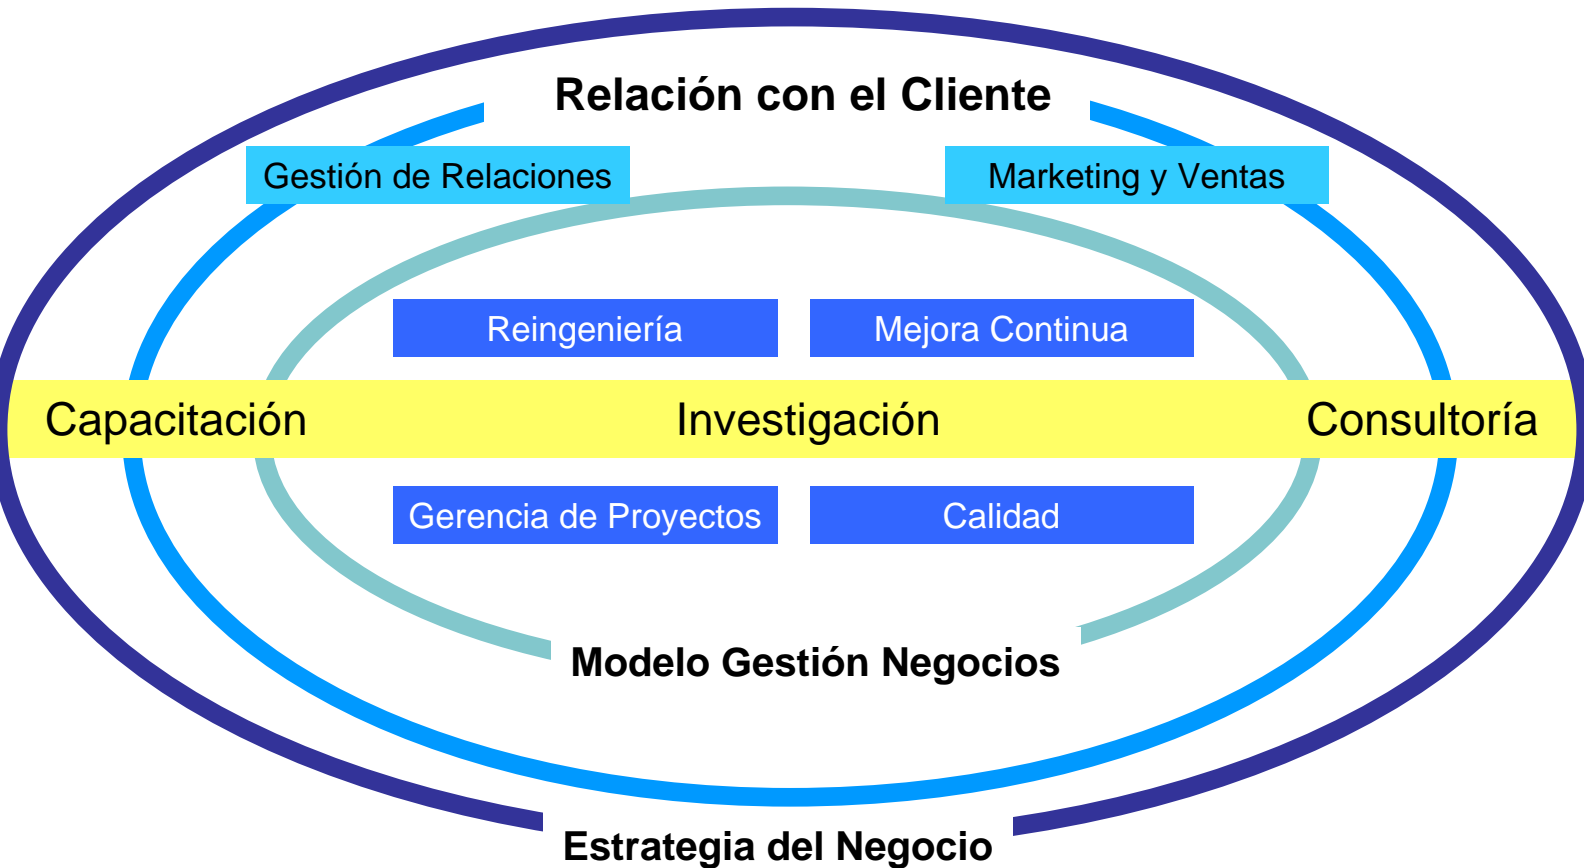 Relación con el Cliente
Gestión de Relaciones
Marketing y Ventas
Reingeniería
Mejora Continua
Capacitación
Investigación
Consultoría
Gerencia de Proyectos
Calidad
Modelo Gestión Negocios
Estrategia del Negocio